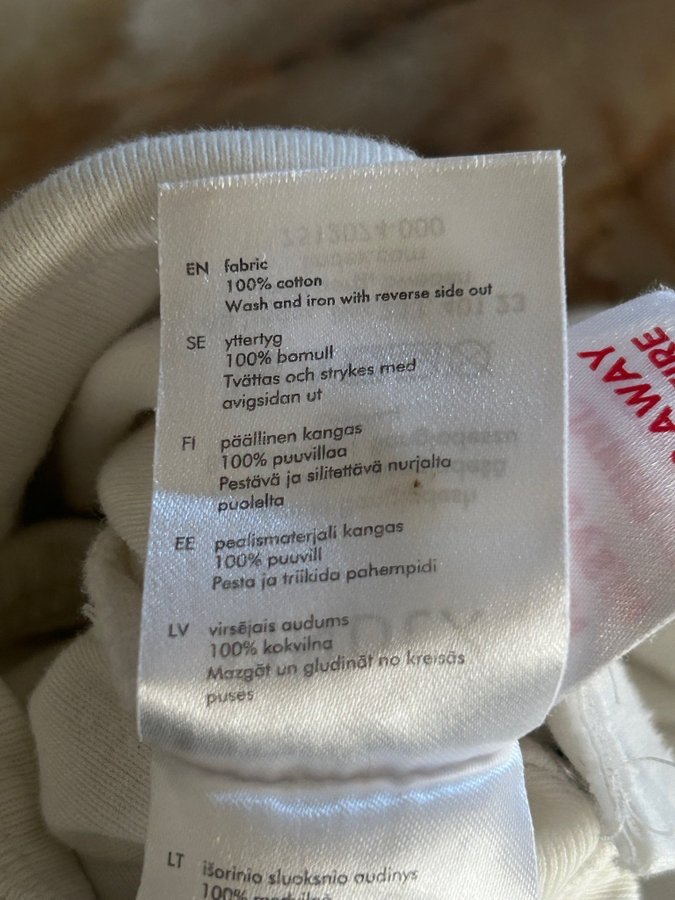 EN fabric
100% cotton
Wash and iron with reverse side out
SE yttertyg
100% bomull
Tvättas och strykes med
avigsidan ut
FI päällinen kangas
100% puuvillaa
Pestävä ja silitettävä nurjalta
puolelta
EE pealismaterjali kangas
100% puuvill
Pesta ja triikida pahempidi
LV virsējais audums
100% kokvilna
Mazgāt un gludināt no kreisās
puses
LT išorinio sluoksnio audinys
100%
AWAY